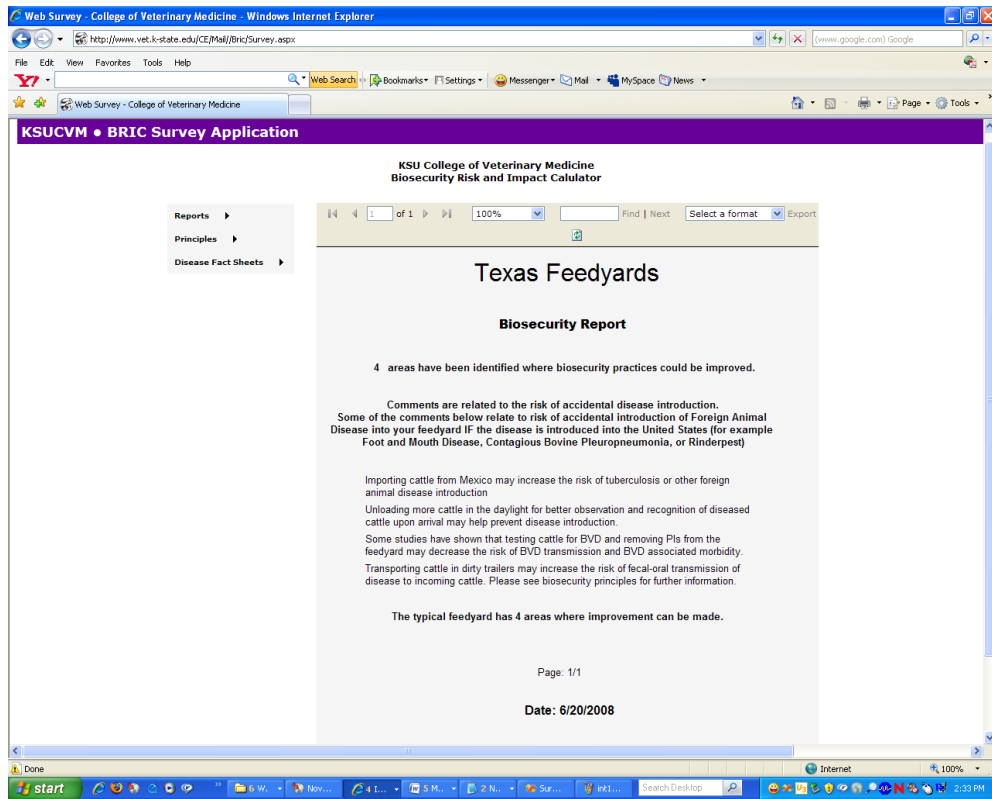 Web Survey - College of Veterinary Medicine - Windows Internet Explorer
http://www.vet.k-state.edu/CE/Mail//Bric/Survey.aspx
(www.google.com) Google
File Edit View Favorites Tools Help
Y! Web Search Bookmarks Settings Messenger Mail MySpace News
Web Survey - College of Veterinary Medicine
Page Tools
KSUCVM ● BRIC Survey Application
KSU College of Veterinary Medicine
Biosecurity Risk and Impact Calulator
Reports
Principles
Disease Fact Sheets
1 of 1 100% Find | Next Select a format Export
Texas Feedyards
Biosecurity Report
4 areas have been identified where biosecurity practices could be improved.
Comments are related to the risk of accidental disease introduction.
Some of the comments below relate to risk of accidental introduction of Foreign Animal
Disease into your feedyard IF the disease is introduced into the United States (for example
Foot and Mouth Disease, Contagious Bovine Pleuropneumonia, or Rinderpest)
Importing cattle from Mexico may increase the risk of tuberculosis or other foreign
animal disease introduction
Unloading more cattle in the daylight for better observation and recognition of diseased
cattle upon arrival may help prevent disease introduction.
Some studies have shown that testing cattle for BVD and removing PIs from the
feedyard may decrease the risk of BVD transmission and BVD associated morbidity.
Transporting cattle in dirty trailers may increase the risk of fecal-oral transmission of
disease to incoming cattle. Please see biosecurity principles for further information.
The typical feedyard has 4 areas where improvement can be made.
Page: 1/1
Date: 6/20/2008
Done Internet 100%
start 6 W.. Nov... 4 I... 5 M.. 2 N.. Sur... int1... Search Desktop 2:33 PM